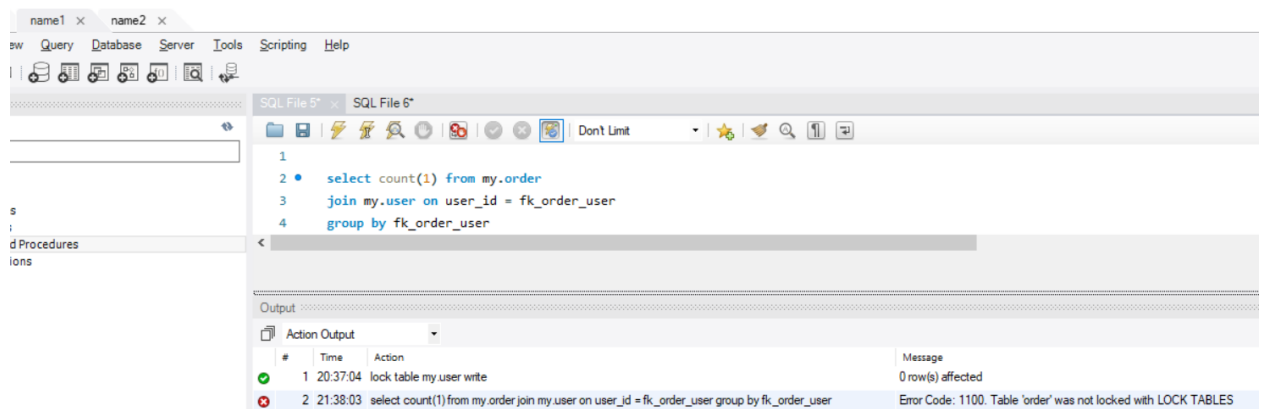 name1 × name2 ×
ew Query Database Server Tools Scripting Help
SQL File 5* × SQL File 6*
Don't Limit
1
2 select count(1) from my.order
3 join my.user on user_id = fk_order_user
4 group by fk_order_user
s
d Procedures
ions
Output
Action Output
# Time Action Message
1 20:37:04 lock table my.user write 0 row(s) affected
2 21:38:03 select count(1) from my.order join my.user on user_id = fk_order_user group by fk_order_user Error Code: 1100. Table 'order' was not locked with LOCK TABLES